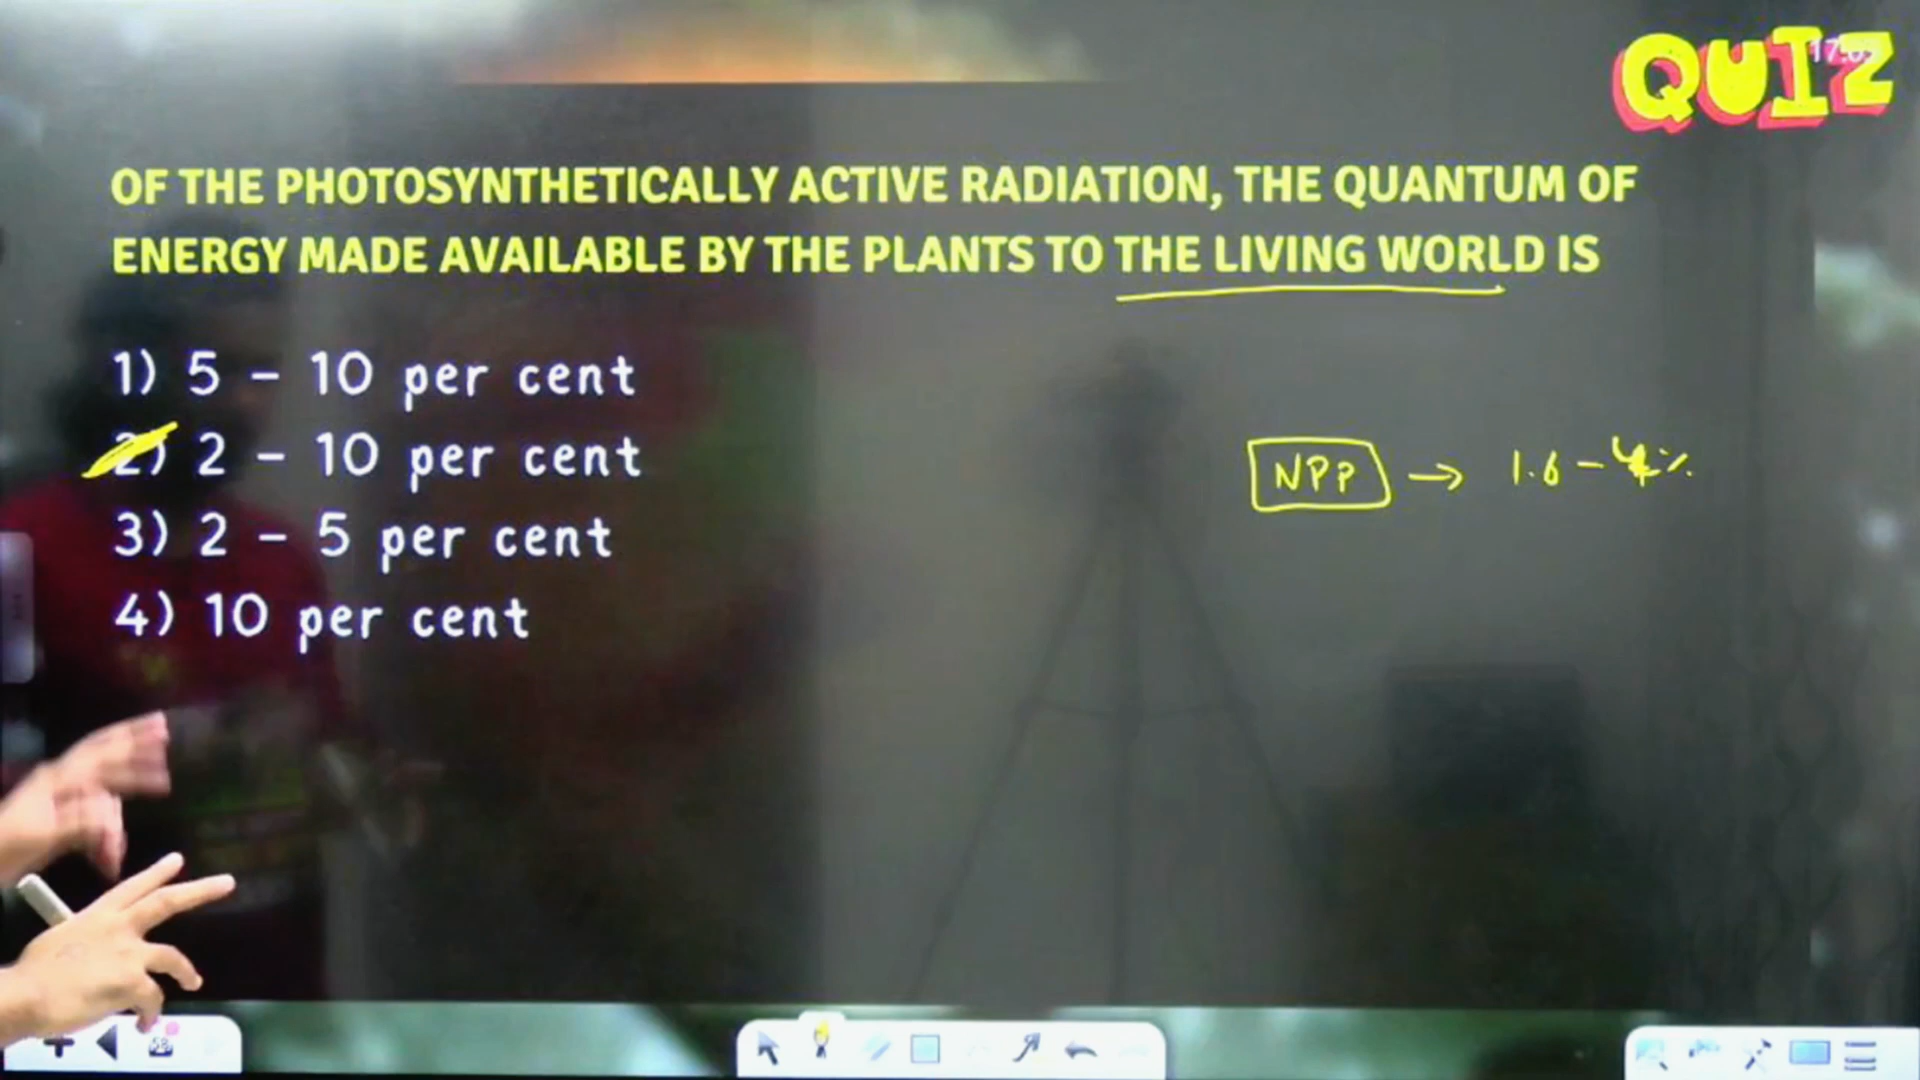 QUIZ
OF THE PHOTOSYNTHETICALLY ACTIVE RADIATION, THE QUANTUM OF
ENERGY MADE AVAILABLE BY THE PLANTS TO THE LIVING WORLD IS
1) 5 - 10 per cent
2) 2 - 10 per cent
3) 2 - 5 per cent
4) 10 per cent
NPP → 1.6 - 4%